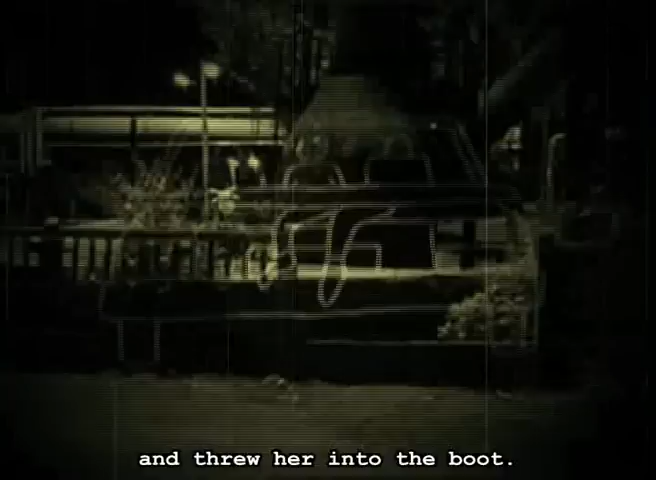 and threw her into the boot.